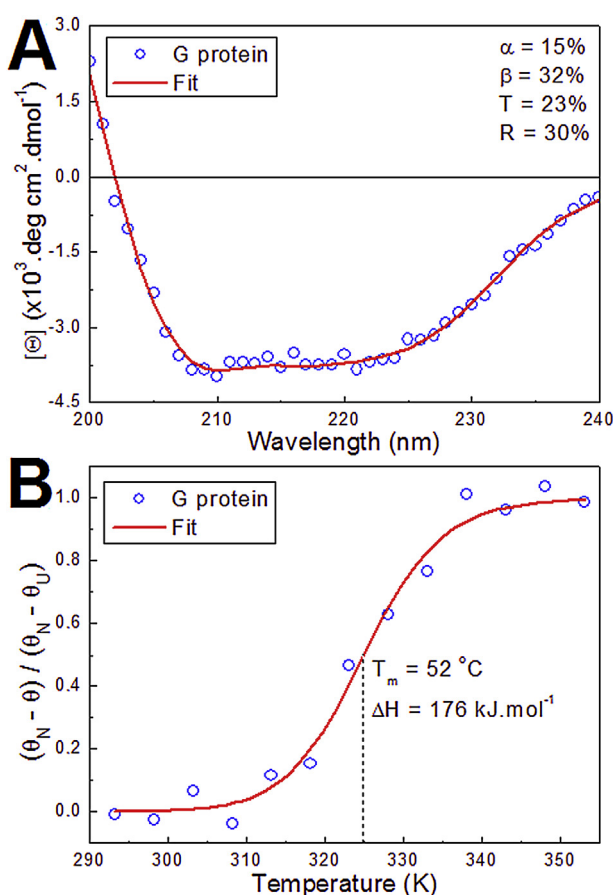 A
G protein
Fit
α = 15%
β = 32%
T = 23%
R = 30%
[Θ] (x10³.deg cm².dmol⁻¹)
3.0
1.5
0.0
-1.5
-3.0
-4.5
200 210 220 230 240
Wavelength (nm)
B
G protein
Fit
(θN - θ) / (θN - θU)
1.0
0.8
0.6
0.4
0.2
0.0
Tm = 52 °C
ΔH = 176 kJ.mol⁻¹
290 300 310 320 330 340 350
Temperature (K)